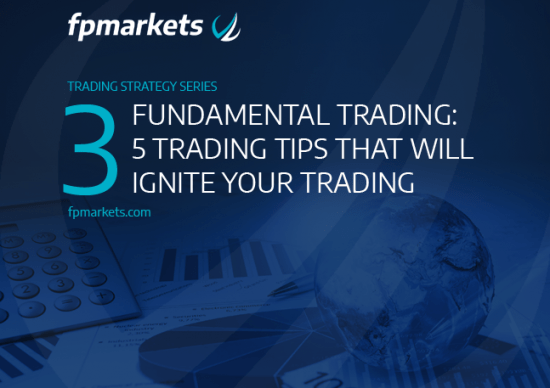 fpmarkets
TRADING STRATEGY SERIES
3
FUNDAMENTAL TRADING:
5 TRADING TIPS THAT WILL
IGNITE YOUR TRADING
fpmarkets.com